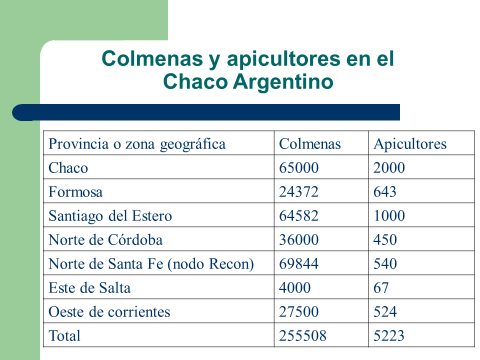 Colmenas y apicultores en el
Chaco Argentino
Provincia o zona geográfica Colmenas Apicultores
Chaco 65000 2000
Formosa 24372 643
Santiago del Estero 64582 1000
Norte de Córdoba 36000 450
Norte de Santa Fe (nodo Recon) 69844 540
Este de Salta 4000 67
Oeste de corrientes 27500 524
Total 255508 5223